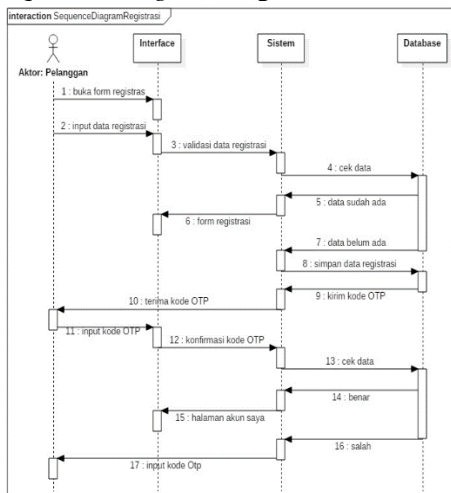 interaction SequenceDiagramRegistrasi
Interface
Sistem
Database
Aktor: Pelanggan
1 : buka form registras
2 : input data registrasi
3 : validasi data registrasi
4 : cek data
5 : data sudah ada
6 : form registrasi
7 : data belum ada
8 : simpan data registrasi
9 : kirim kode OTP
10 : terima kode OTP
11 : input kode OTP
12 : konfirmasi kode OTP
13 : cek data
14 : benar
15 : halaman akun saya
16 : salah
17 : input kode Otp